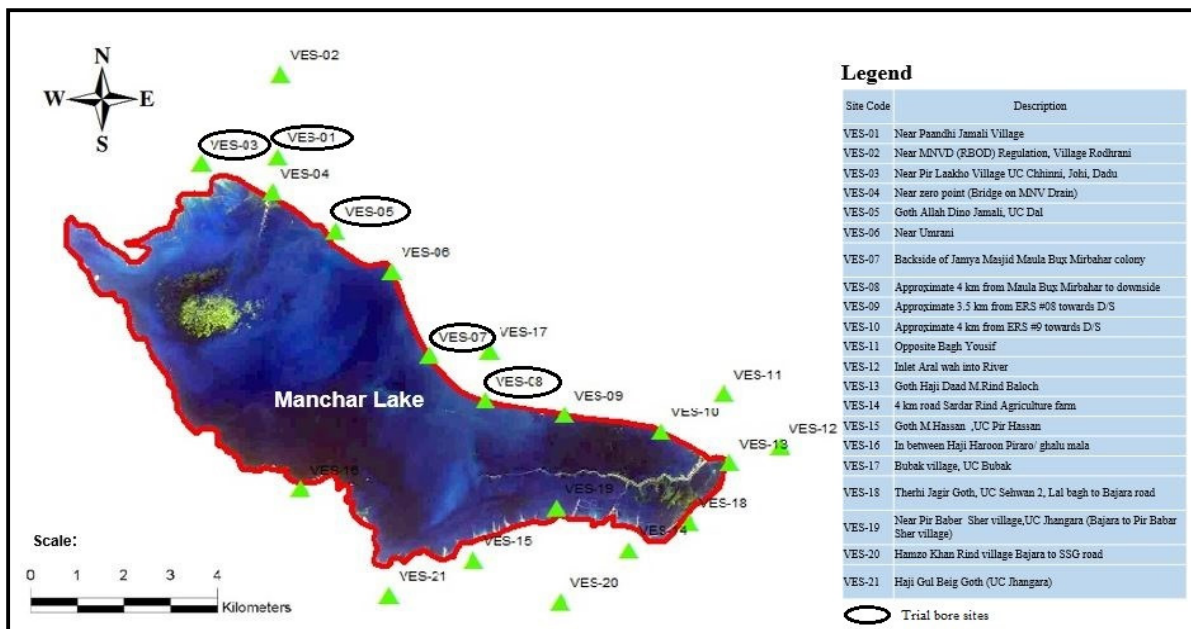 N
W E
S
VES-02
VES-03
VES-01
VES-04
VES-05
VES-06
VES-07
VES-17
VES-08
VES-09
VES-11
VES-10
VES-12
VES-13
VES-16
VES-19
VES-18
VES-14
VES-15
VES-21
VES-20
Manchar Lake
Scale:
0 1 2 3 4
Kilometers
Legend
Site Code Description
VES-01 Near Paandhi Jamali Village
VES-02 Near MNVD (RBOD) Regulation, Village Rodhrani
VES-03 Near Pir Laakho Village UC Chhinni, Johi, Dadu
VES-04 Near zero point (Bridge on MNV Drain)
VES-05 Goth Allah Dino Jamali, UC Dal
VES-06 Near Umrani
VES-07 Backside of Jamya Masjid Maula Bux Mirbahar colony
VES-08 Approximate 4 km from Maula Bux Mirbahar to downside
VES-09 Approximate 3.5 km from ERS #08 towards D/S
VES-10 Approximate 4 km from ERS #9 towards D/S
VES-11 Opposite Bagh Yousif
VES-12 Inlet Aral wah into River
VES-13 Goth Haji Daad M.Rind Baloch
VES-14 4 km road Sardar Rind Agriculture farm
VES-15 Goth M.Hassan ,UC Pir Hassan
VES-16 In between Haji Haroon Piraro/ ghalu mala
VES-17 Bubak village, UC Bubak
VES-18 Therhi Jagir Goth, UC Sehwan 2, Lal bagh to Bajara road
VES-19 Near Pir Baber Sher village,UC Jhangara (Bajara to Pir Babar
Sher village)
VES-20 Hamzo Khan Rind village Bajara to SSG road
VES-21 Haji Gul Beig Goth (UC Jhangara)
Trial bore sites